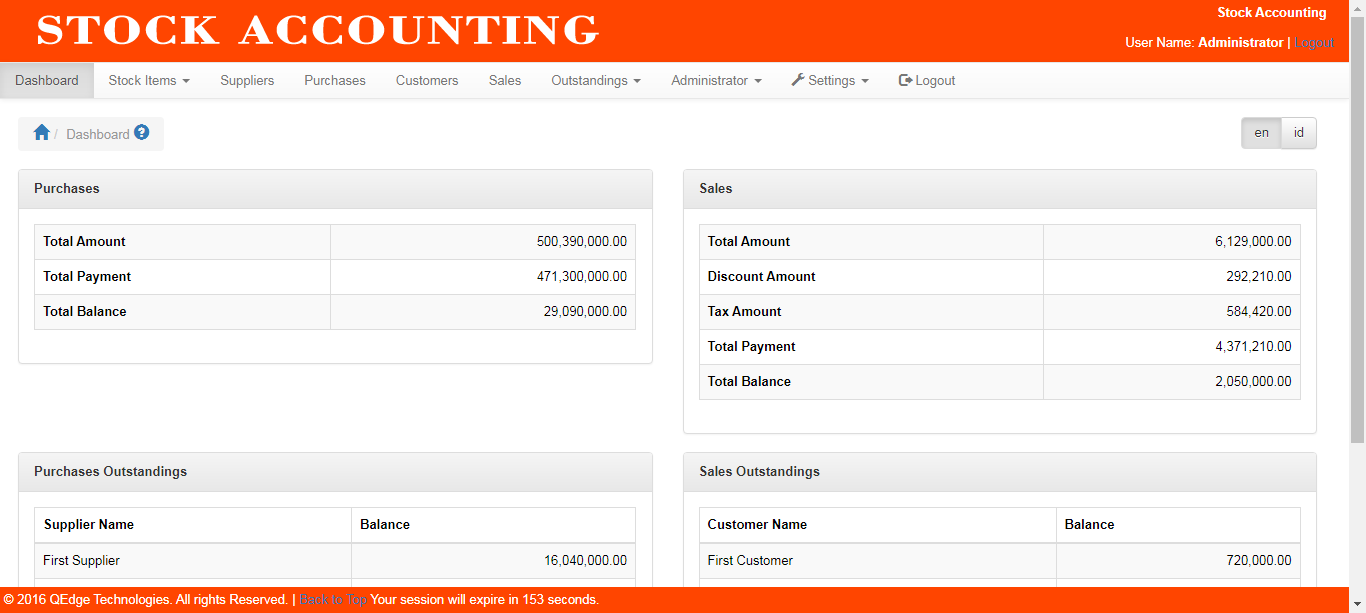 STOCK ACCOUNTING
Stock Accounting
User Name: Administrator | Logout
Dashboard Stock Items Suppliers Purchases Customers Sales Outstandings Administrator Settings Logout
/ Dashboard ?
en id
Purchases
Total Amount 500,390,000.00
Total Payment 471,300,000.00
Total Balance 29,090,000.00
Sales
Total Amount 6,129,000.00
Discount Amount 292,210.00
Tax Amount 584,420.00
Total Payment 4,371,210.00
Total Balance 2,050,000.00
Purchases Outstandings
Supplier Name Balance
First Supplier 16,040,000.00
Sales Outstandings
Customer Name Balance
First Customer 720,000.00
© 2016 QEdge Technologies. All rights Reserved. | Back to Top Your session will expire in 153 seconds.